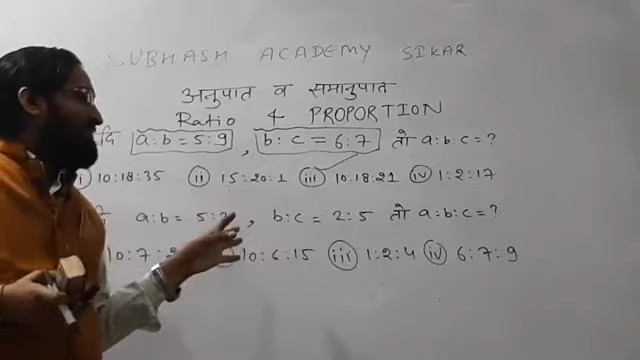 SUBHASH ACADEMY SIKAR
अनुपात व समानुपात
Ratio & PROPORTION
a:b = 5:9 , b:c = 6:7 तो a:b:c = ?
10:18:35 (ii) 15:20:1 (iii) 10:18:21 (iv) 1:2:17
a:b = 5: , b:c = 2:5 तो a:b:c = ?
10:7: 10:6:15 (iii) 1:2:4 (iv) 6:7:9